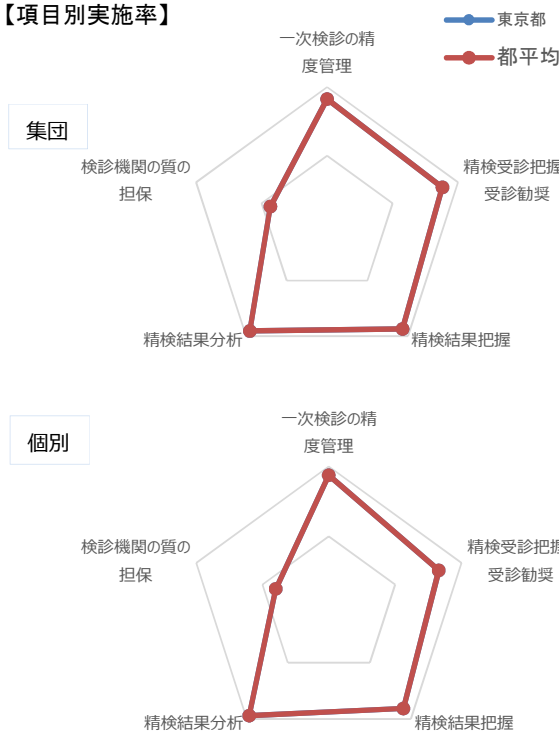 【項目別実施率】
東京都
都平均
集団
一次検診の精
度管理
精検受診把握
受診勧奨
精検結果把握
精検結果分析
検診機関の質の
担保
個別
一次検診の精
度管理
精検受診把握
受診勧奨
精検結果把握
精検結果分析
検診機関の質の
担保